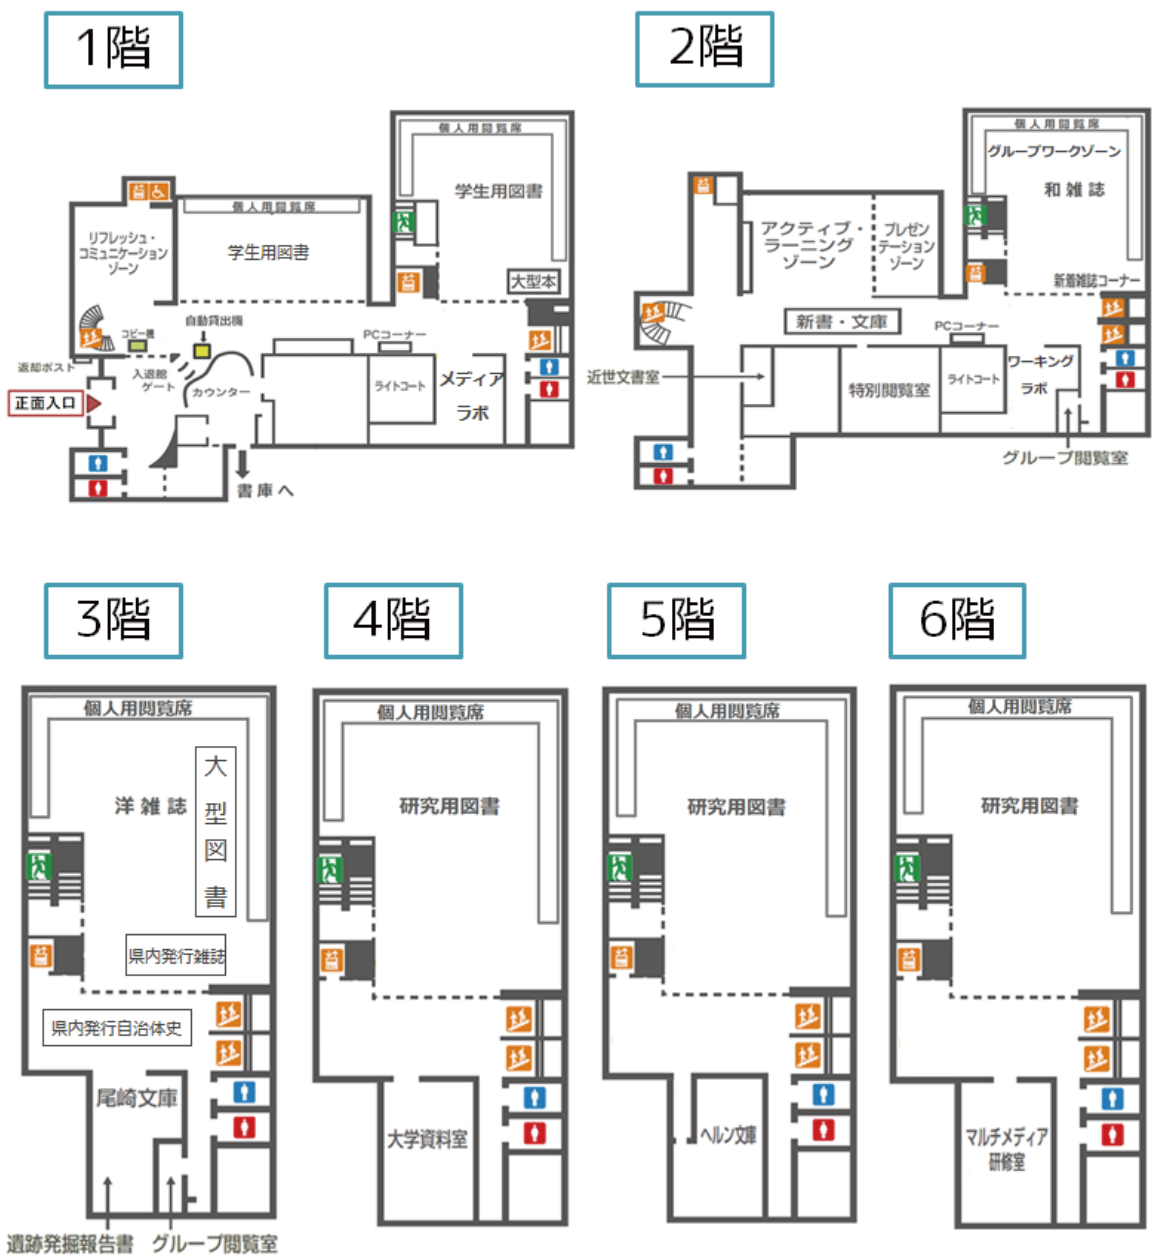 1階
個人用閲覧席
学生用図書
大型本
個人用閲覧席
学生用図書
リフレッシュ・
コミュニケーション
ゾーン
自動貸出機
コピー機
PCコーナー
返却ポスト
入退館
ゲート
カウンター
ライトコート
メディア
ラボ
正面入口
書庫へ
2階
個人用閲覧席
グループワークゾーン
和雑誌
新着雑誌コーナー
アクティブ・
ラーニング
ゾーン
プレゼン
テーション
ゾーン
新書・文庫
PCコーナー
近世文書室
特別閲覧室
ライトコート
ワーキング
ラボ
グループ閲覧室
3階
個人用閲覧席
洋雑誌
大型図書
県内発行雑誌
県内発行自治体史
尾崎文庫
遺跡発掘報告書
グループ閲覧室
4階
個人用閲覧席
研究用図書
大学資料室
5階
個人用閲覧席
研究用図書
ヘルン文庫
6階
個人用閲覧席
研究用図書
マルチメディア
研修室